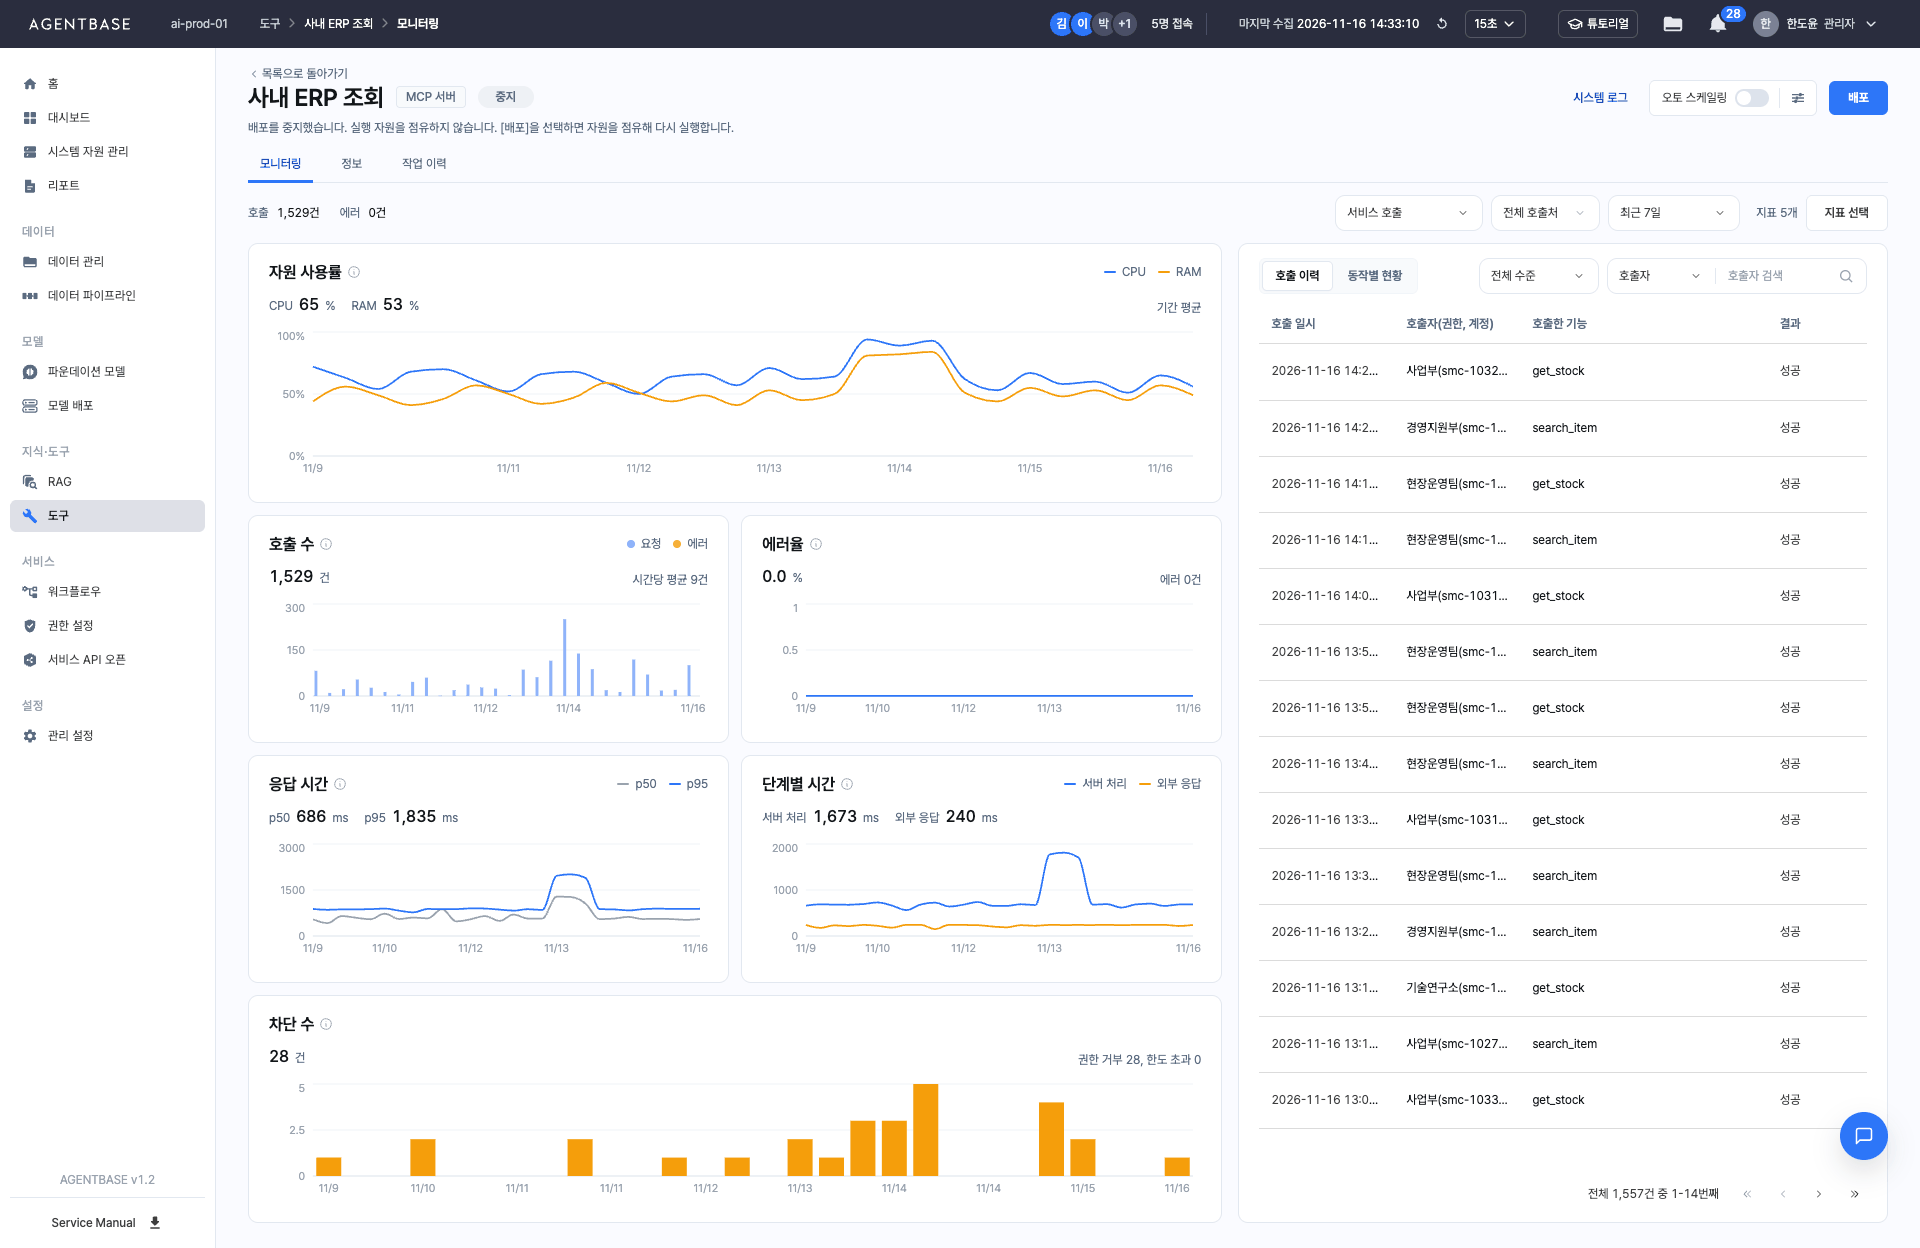 AGENTBASE
ai-prod-01
도구 > 사내 ERP 조회 > 모니터링
김 이 박 +1 5명 접속
마지막 수집 2026-11-16 14:33:10
15초
튜토리얼
28
한 한도윤 관리자
홈
대시보드
시스템 자원 관리
리포트
데이터
데이터 관리
데이터 파이프라인
모델
파운데이션 모델
모델 배포
지식·도구
RAG
도구
서비스
워크플로우
권한 설정
서비스 API 오픈
설정
관리 설정
AGENTBASE v1.2
Service Manual
목록으로 돌아가기
사내 ERP 조회 MCP 서버 중지
배포를 중지했습니다. 실행 자원을 점유하지 않습니다. [배포]을 선택하면 자원을 점유해 다시 실행합니다.
시스템 로그
오토 스케일링
배포
모니터링 정보 작업 이력
호출 1,529건 에러 0건
서비스 호출
전체 호출처
최근 7일
지표 5개
지표 선택
자원 사용률
CPU RAM
CPU 65 % RAM 53 %
기간 평균
100%
50%
0%
11/9 11/11 11/12 11/13 11/14 11/15 11/16
호출 수
요청 에러
1,529 건
시간당 평균 9건
300
150
0
11/9 11/11 11/12 11/14 11/16
에러율
0.0 %
에러 0건
1
0.5
0
11/9 11/10 11/12 11/13 11/16
응답 시간
p50 p95
p50 686 ms p95 1,835 ms
3000
1500
0
11/9 11/10 11/12 11/13 11/16
단계별 시간
서버 처리 외부 응답
서버 처리 1,673 ms 외부 응답 240 ms
2000
1000
0
11/9 11/10 11/12 11/13 11/16
차단 수
28 건
권한 거부 28, 한도 초과 0
5
2.5
0
11/9 11/10 11/11 11/11 11/12 11/13 11/14 11/14 11/15 11/16
호출 이력 동작별 현황
전체 수준
호출자
호출자 검색
호출 일시 호출자(권한, 계정) 호출한 기능 결과
2026-11-16 14:2... 사업부(smc-1032... get_stock 성공
2026-11-16 14:2... 경영지원부(smc-1... search_item 성공
2026-11-16 14:1... 현장운영팀(smc-1... get_stock 성공
2026-11-16 14:1... 현장운영팀(smc-1... search_item 성공
2026-11-16 14:0... 사업부(smc-1031... get_stock 성공
2026-11-16 13:5... 현장운영팀(smc-1... search_item 성공
2026-11-16 13:5... 현장운영팀(smc-1... get_stock 성공
2026-11-16 13:4... 현장운영팀(smc-1... search_item 성공
2026-11-16 13:3... 사업부(smc-1031... get_stock 성공
2026-11-16 13:3... 현장운영팀(smc-1... search_item 성공
2026-11-16 13:2... 경영지원부(smc-1... search_item 성공
2026-11-16 13:1... 기술연구소(smc-1... get_stock 성공
2026-11-16 13:1... 사업부(smc-1027... search_item 성공
2026-11-16 13:0... 사업부(smc-1033... get_stock 성공
전체 1,557건 중 1-14번째